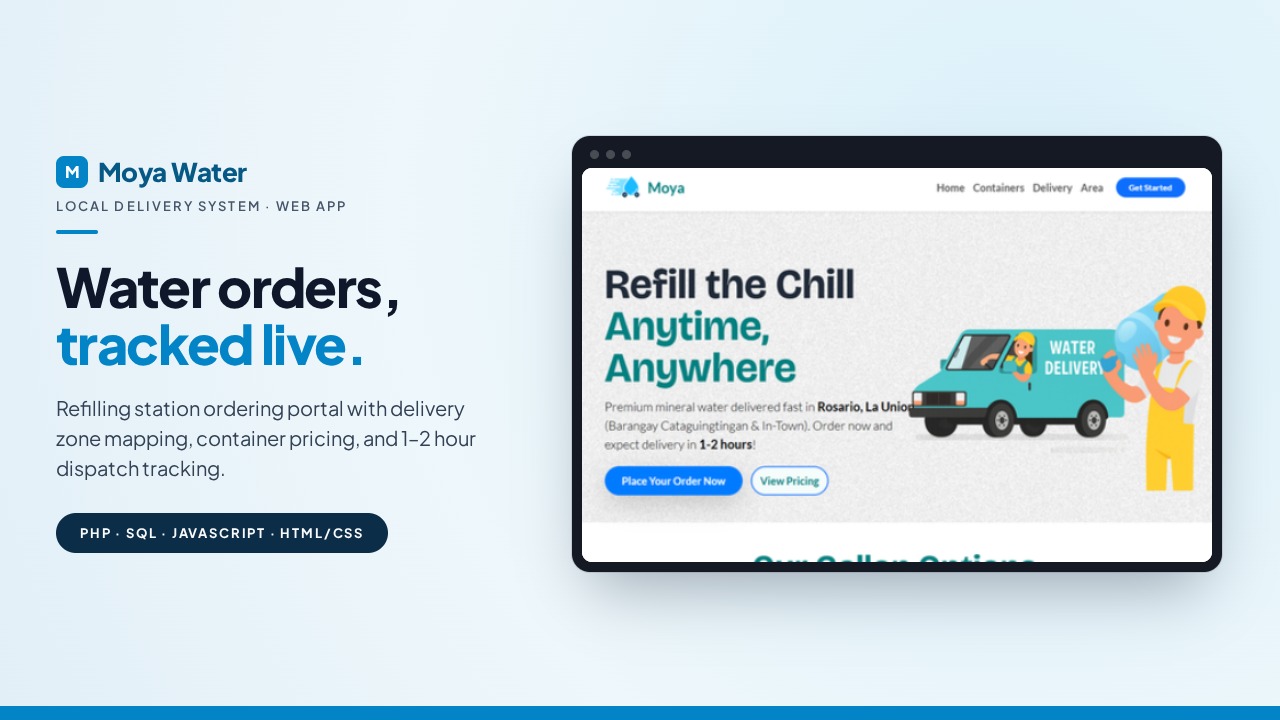 M Moya Water
LOCAL DELIVERY SYSTEM · WEB APP
Water orders,
tracked live.
Refilling station ordering portal with delivery
zone mapping, container pricing, and 1–2 hour
dispatch tracking.
PHP · SQL · JAVASCRIPT · HTML/CSS
Moya
Home Containers Delivery Area Get Started
Refill the Chill
Anytime,
Anywhere
Premium mineral water delivered fast in Rosario, La Union
(Barangay Cataguingtingan & In-Town). Order now and
expect delivery in 1-2 hours!
Place Your Order Now View Pricing
WATER
DELIVERY
Our Gallon Options